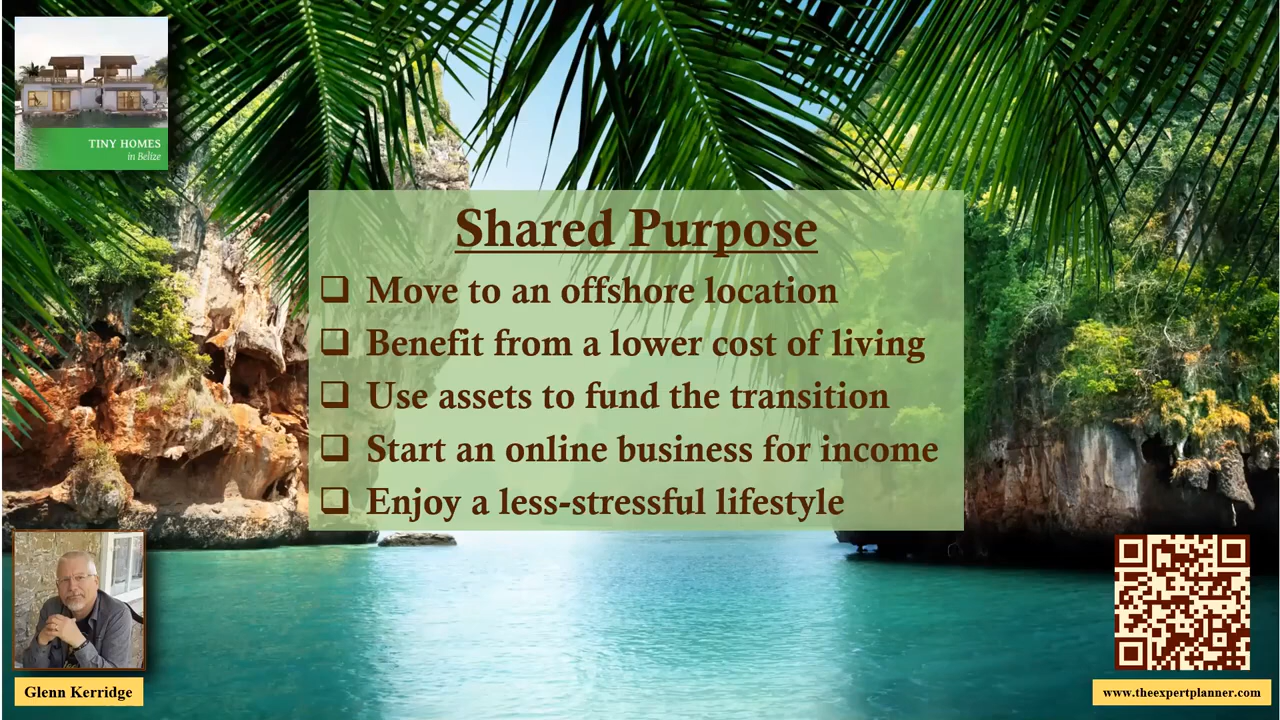 TINY HOMES
in Belize
Shared Purpose
❑ Move to an offshore location
❑ Benefit from a lower cost of living
❑ Use assets to fund the transition
❑ Start an online business for income
❑ Enjoy a less-stressful lifestyle
Glenn Kerridge
www.theexpertplanner.com